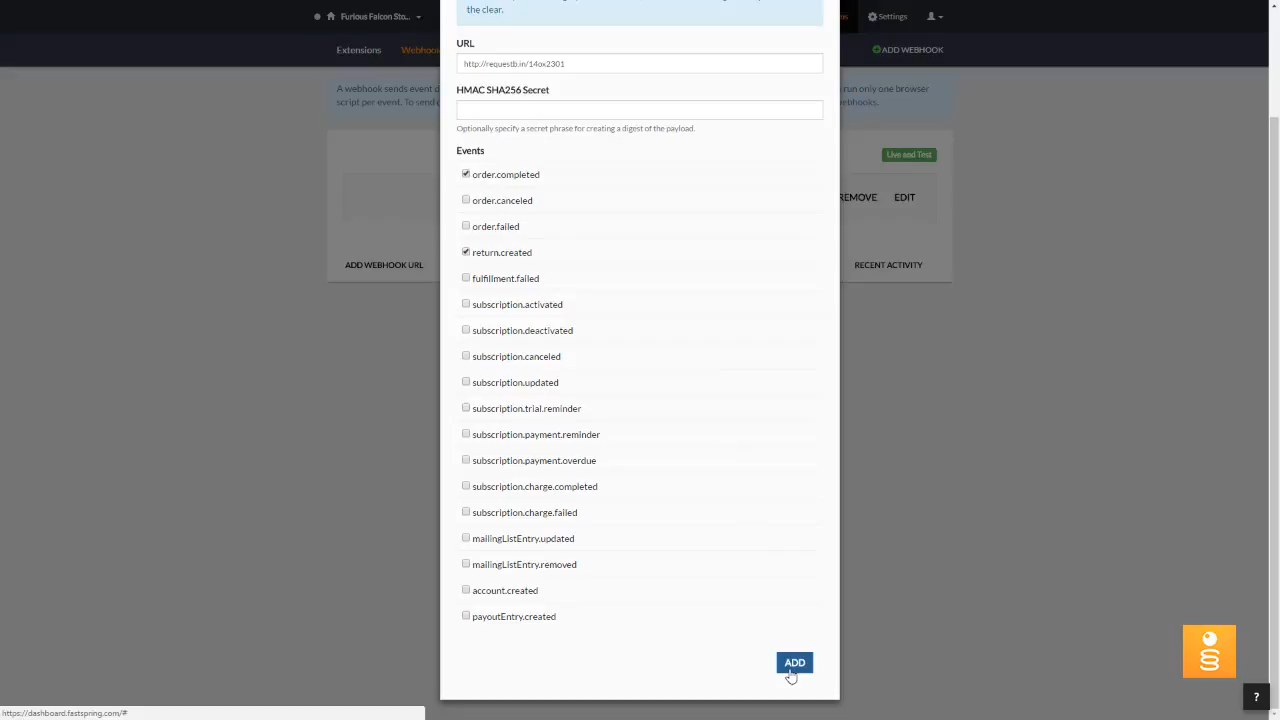 the clear.
Furious Falcon Sto...
Settings
Extensions
ADD WEBHOOK
URL
http://requestb.in/14ox2301
A webhook sends event d
run only one browser
script per event. To send
HMAC SHA256 Secret
Optionally specify a secret phrase for creating a digest of the payload.
Events
Live and Test
order.completed
order.canceled
REMOVE
EDIT
order.failed
return.created
ADD WEBHOOK URL
RECENT ACTIVITY
fulfillment.failed
subscription.activated
subscription.deactivated
subscription.canceled
subscription.updated
subscription.trial.reminder
subscription.payment.reminder
subscription.payment.overdue
subscription.charge.completed
subscription.charge.failed
mailingListEntry.updated
mailingListEntry.removed
account.created
payoutEntry.created
ADD
?
https://dashboard.fastspring.com/#